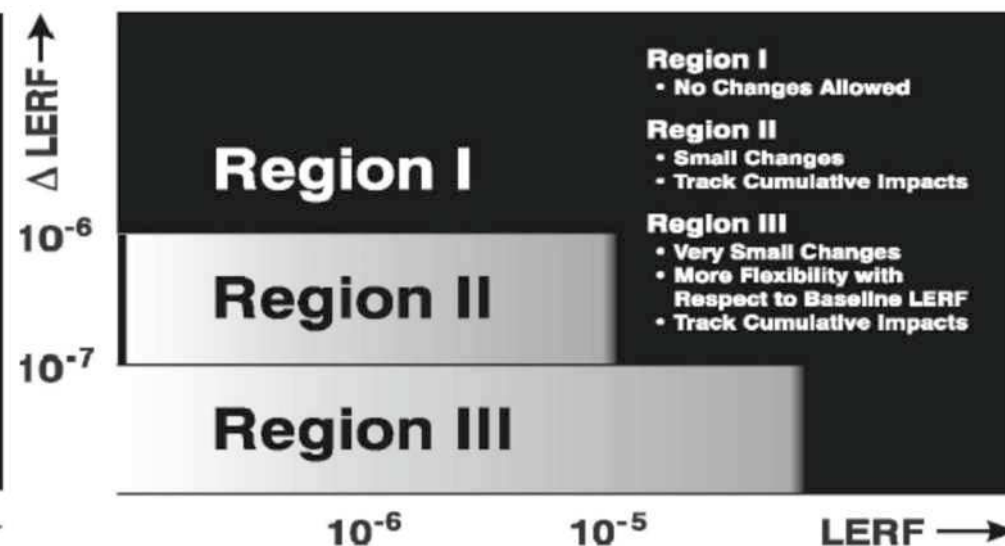 Δ LERF→
Region I
• No Changes Allowed
Region II
• Small Changes
• Track Cumulative Impacts
Region III
• Very Small Changes
• More Flexibility with
Respect to Baseline LERF
• Track Cumulative Impacts
Region I
10⁻⁶
Region II
10⁻⁷
Region III
10⁻⁶ 10⁻⁵ LERF→